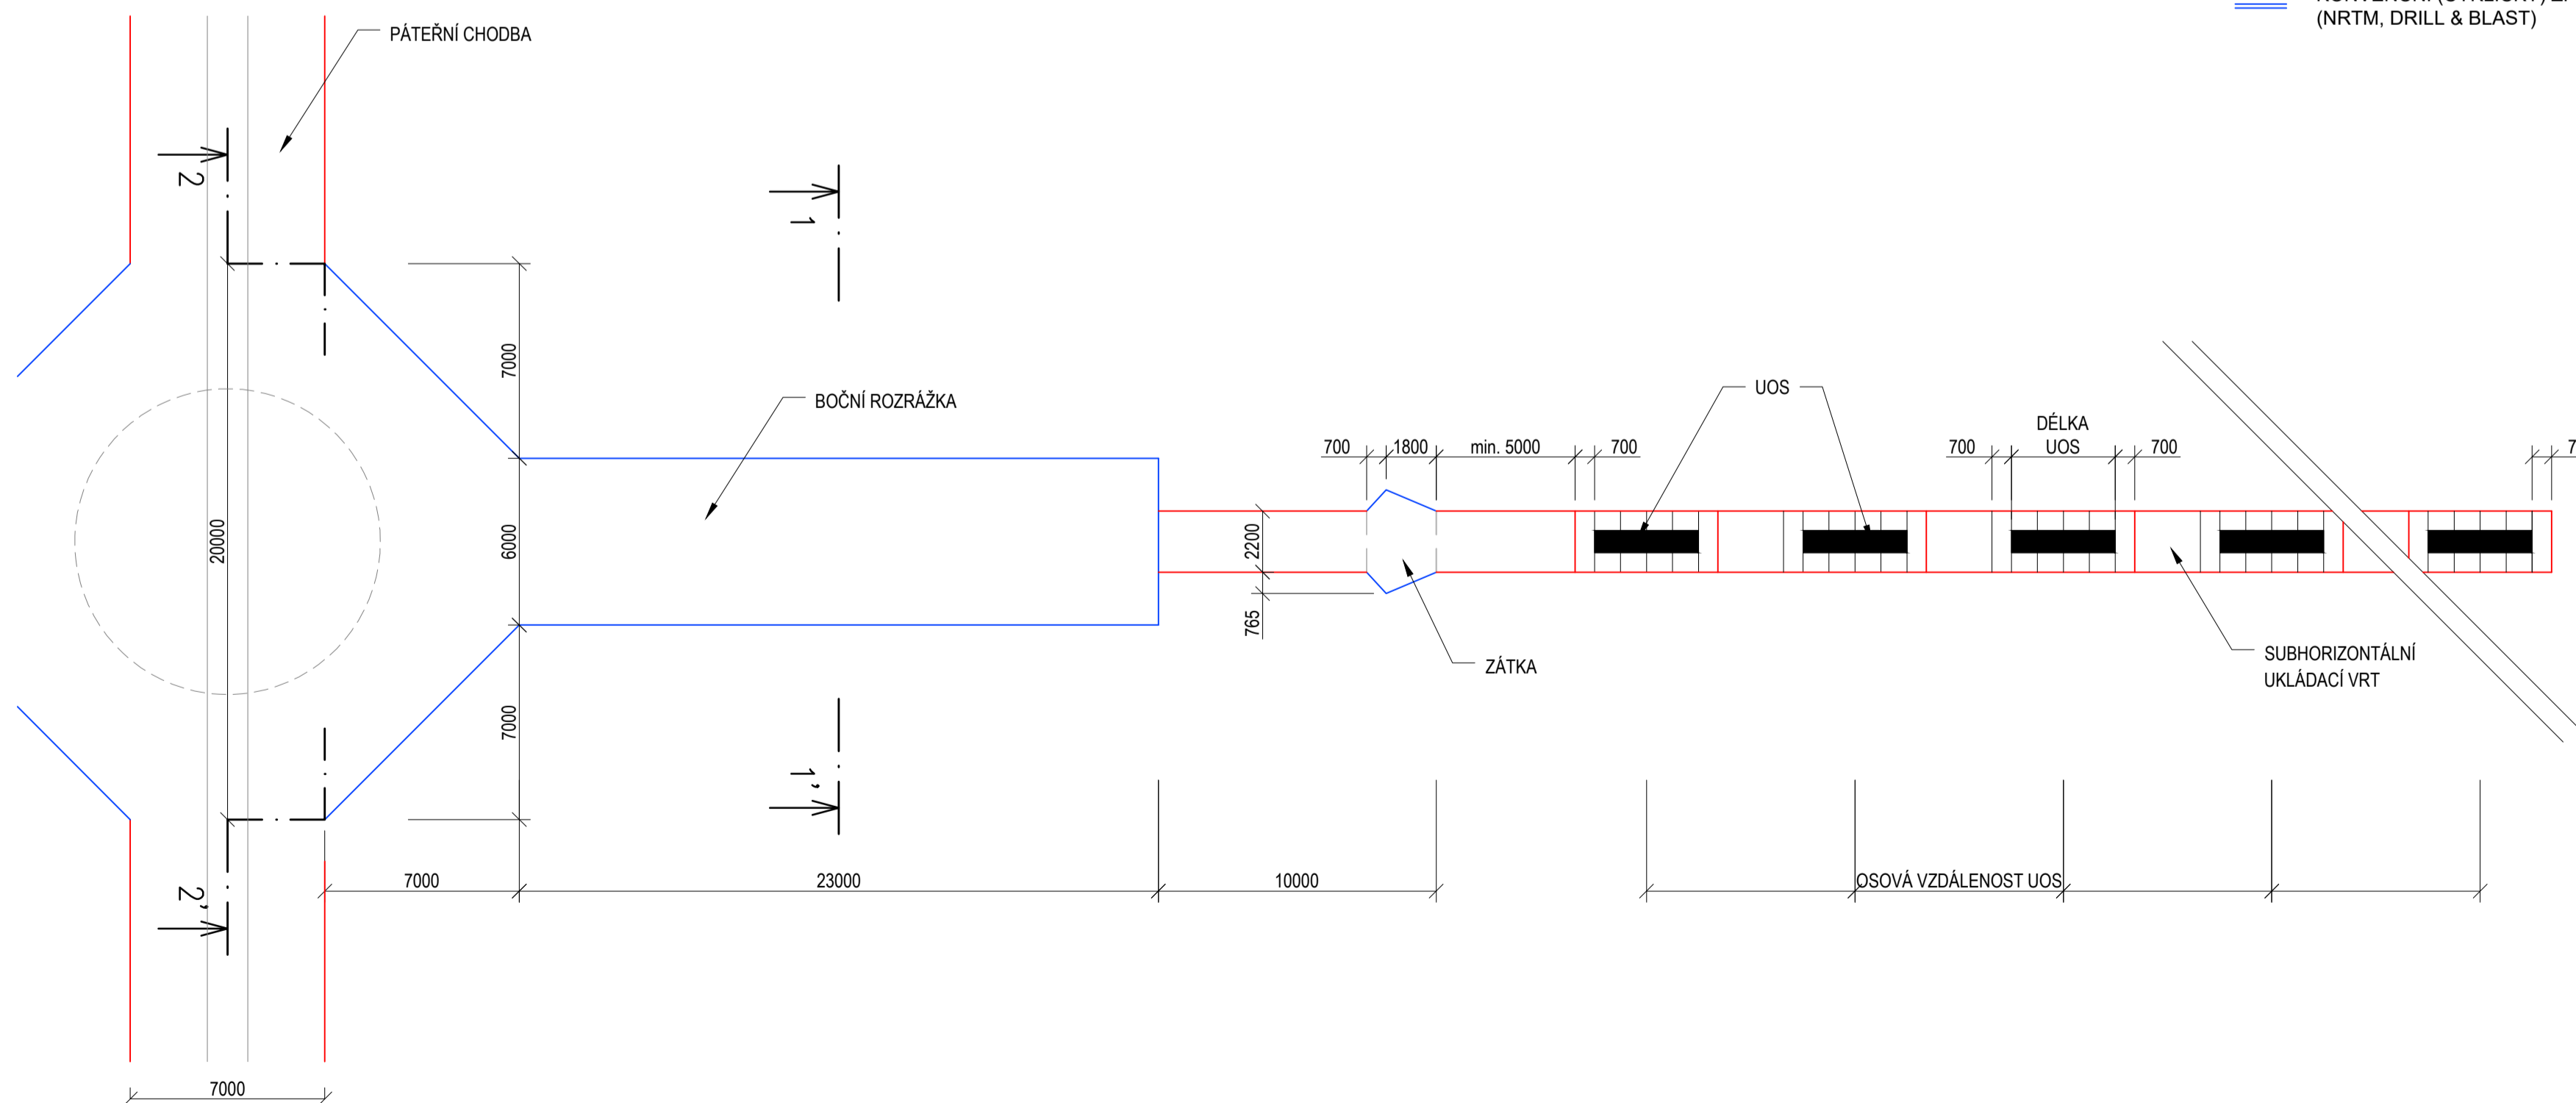 (NRTM, DRILL & BLAST)
PÁTEŘNÍ CHODBA
2
1
7000
BOČNÍ ROZRÁŽKA
UOS
DÉLKA
UOS
700
1800
min. 5000
700
700
700
20000
6000
2200
765
ZÁTKA
SUBHORIZONTÁLNÍ
UKLÁDACÍ VRT
7000
1'
2'
7000
23000
10000
OSOVÁ VZDÁLENOST UOS
7000